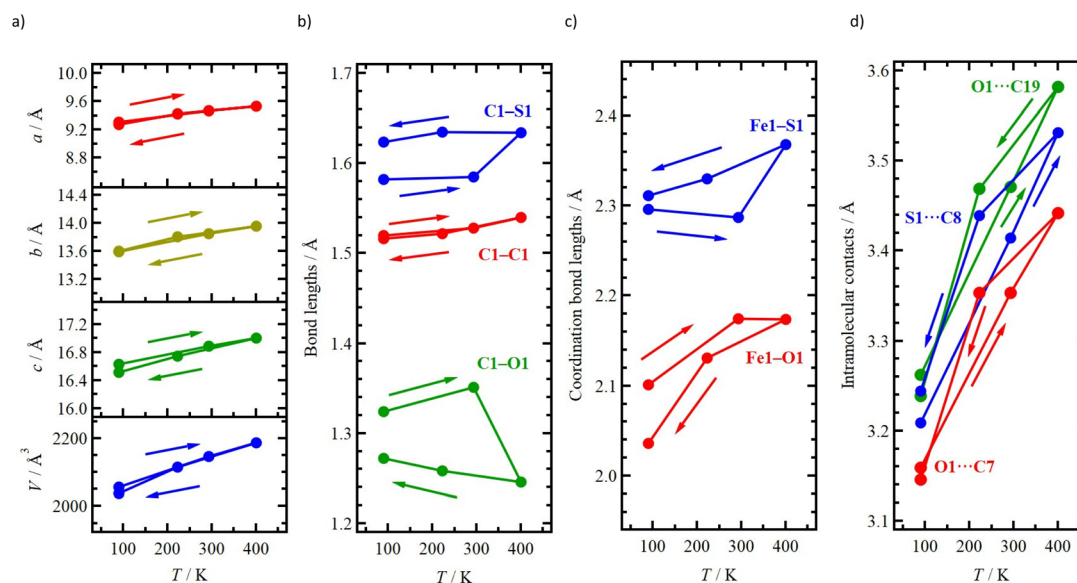 a)
b)
c)
d)
a / Å
10.0
9.6
9.2
8.8
b / Å
14.4
14.0
13.6
13.2
c / Å
17.2
16.8
16.4
16.0
V / Å³
2200
2000
100 200 300 400
T / K
Bond lengths / Å
1.7
1.6
1.5
1.4
1.3
1.2
C1–S1
C1–C1
C1–O1
100 200 300 400
T / K
Coordination bond lengths / Å
2.4
2.3
2.2
2.1
2.0
Fe1–S1
Fe1–O1
100 200 300 400
T / K
Intramolecular contacts / Å
3.6
3.5
3.4
3.3
3.2
3.1
O1···C19
S1···C8
O1···C7
100 200 300 400
T / K